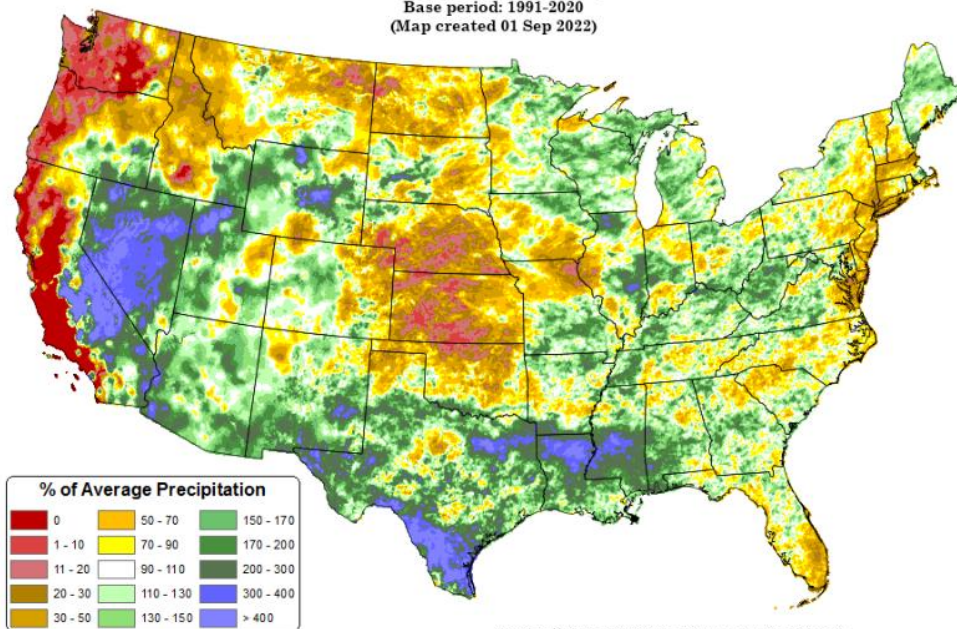 Base period: 1991-2020
(Map created 01 Sep 2022)
% of Average Precipitation
0
50 - 70
150 - 170
1 - 10
70 - 90
170 - 200
11 - 20
90 - 110
200 - 300
20 - 30
110 - 130
300 - 400
30 - 50
130 - 150
> 400